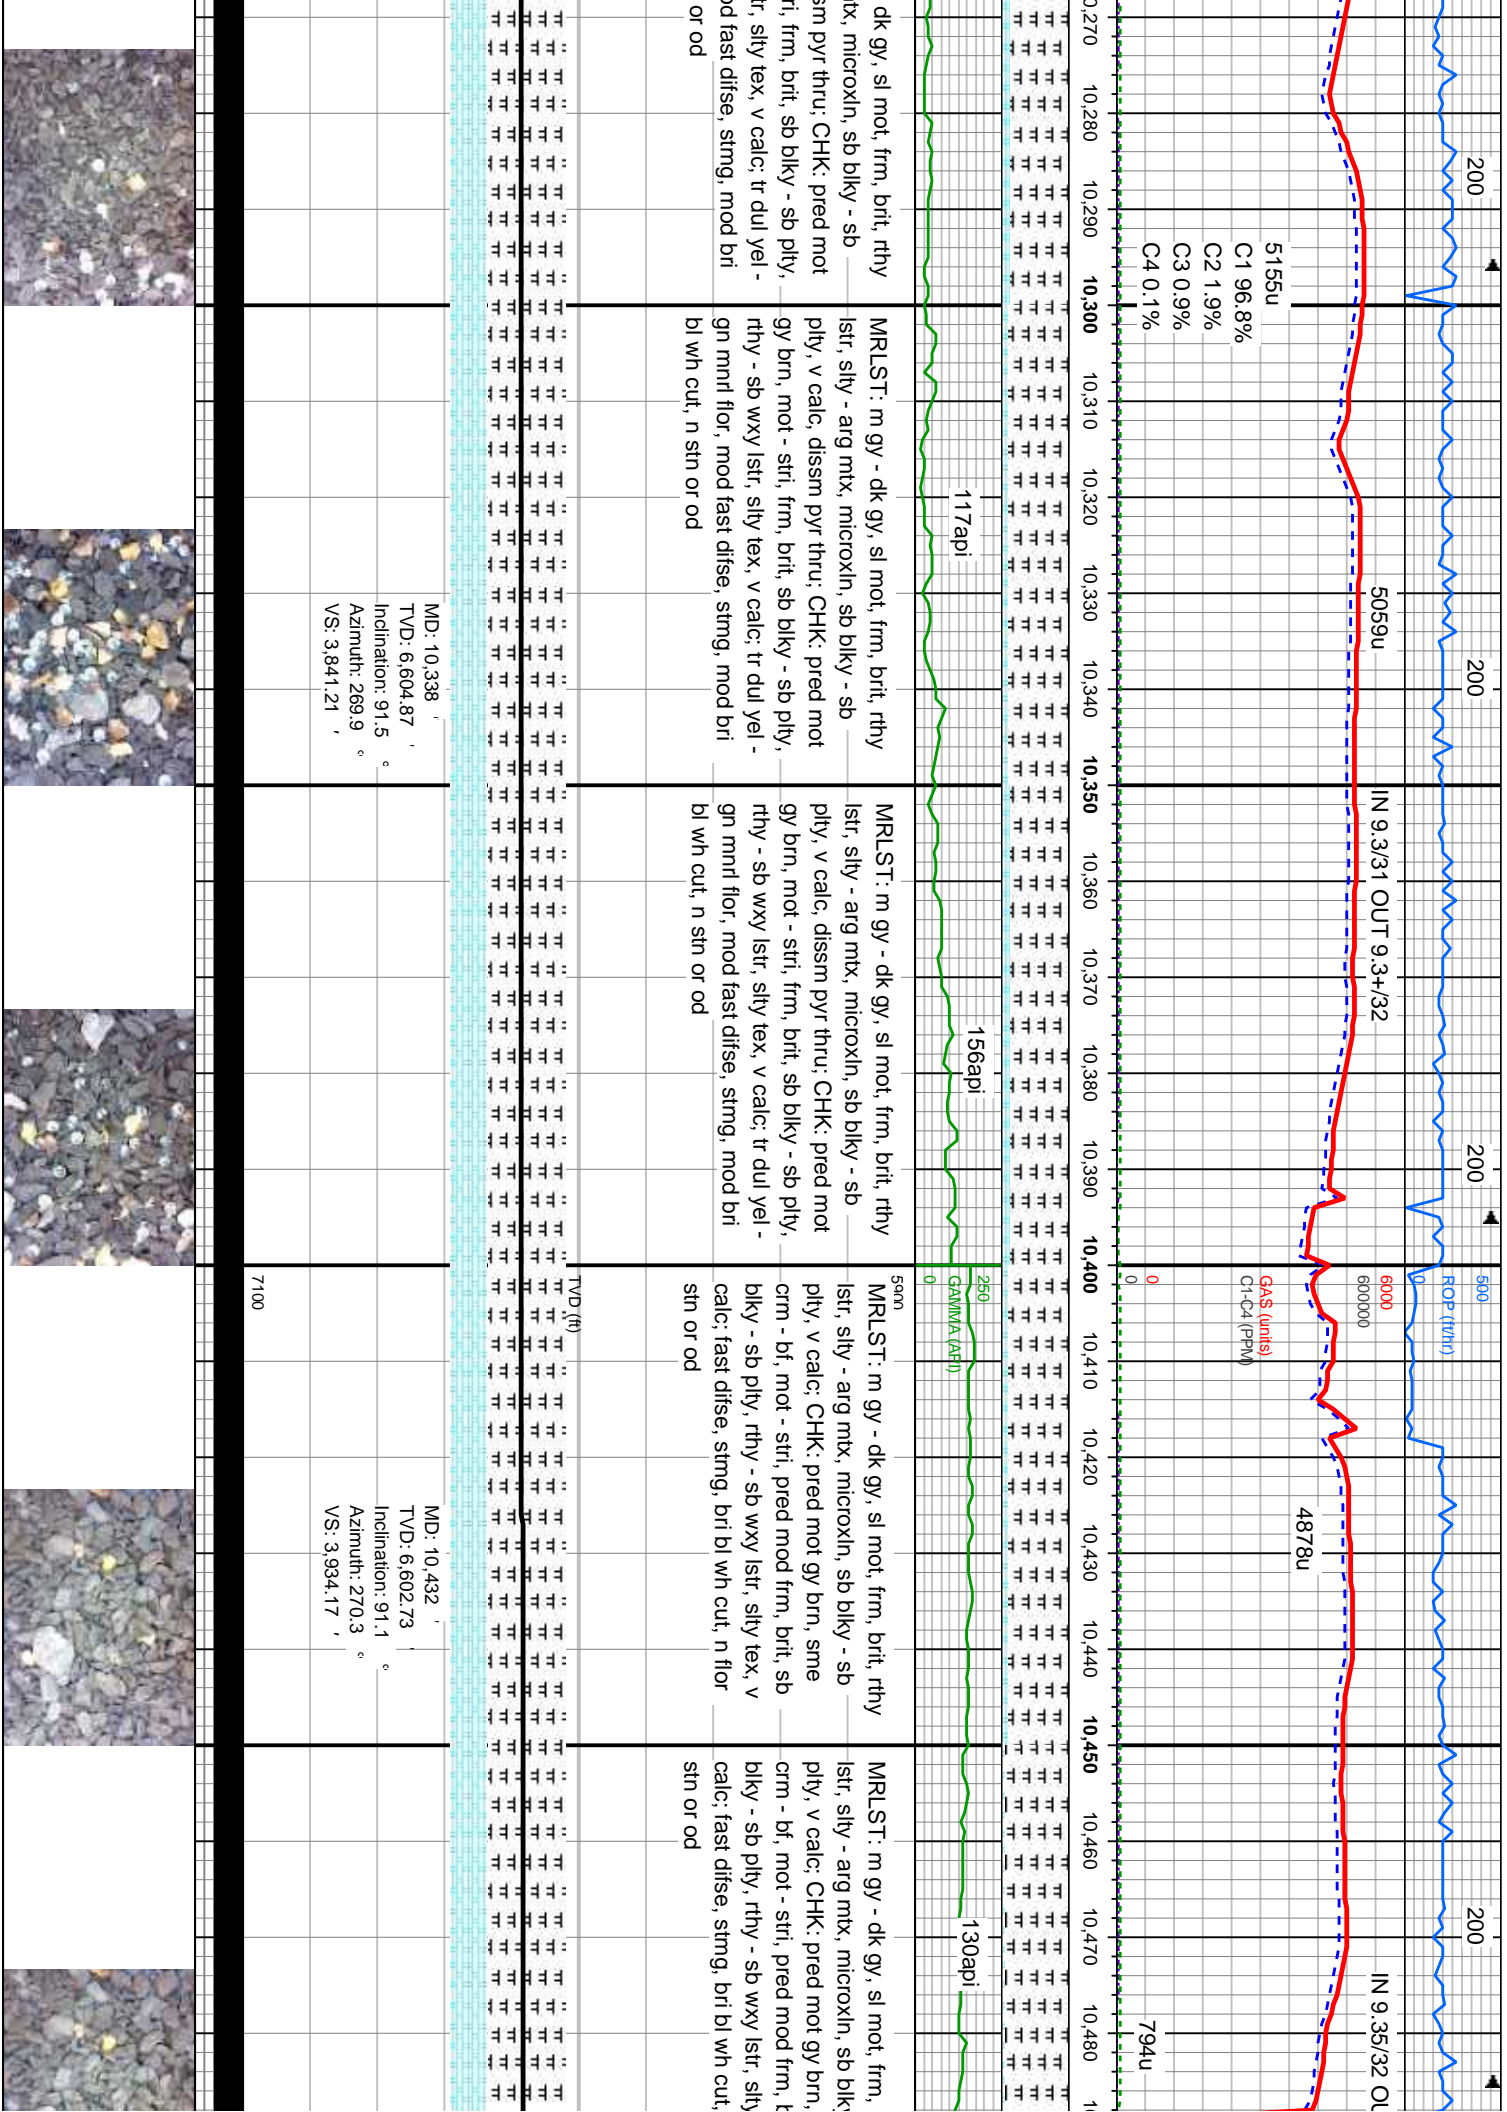 200
200
200
200
500
ROP (ft/hr)
0
5155u
C1 96.8%
C2 1.9%
C3 0.9%
C4 0.1%
5059u
IN 9.3/31 OUT 9.3+/32
6000
600000
GAS (units)
C1-C4 (PPM)
0
0
4878u
IN 9.35/32 OU
794u
10,270
10,280
10,290
10,300
10,310
10,320
10,330
10,340
10,350
10,360
10,370
10,380
10,390
10,400
10,410
10,420
10,430
10,440
10,450
10,460
10,470
10,480
117api
156api
250
GAMMA (API)
0
130api
dk gy, sl mot, frm, brit, rthy
tx, microxln, sb blky - sb
sm pyr thru; CHK: pred mot
ri, frm, brit, sb blky - sb plty,
tr, slty tex, v calc; tr dul yel -
od fast difse, stmg, mod bri
or od
MRLST: m gy - dk gy, sl mot, frm, brit, rthy
lstr, slty - arg mtx, microxln, sb blky - sb
plty, v calc, dissm pyr thru; CHK: pred mot
gy brn, mot - stri, frm, brit, sb blky - sb plty,
rthy - sb wxy lstr, slty tex, v calc; tr dul yel -
gn mnrl flor, mod fast difse, stmg, mod bri
bl wh cut, n stn or od
MRLST: m gy - dk gy, sl mot, frm, brit, rthy
lstr, slty - arg mtx, microxln, sb blky - sb
plty, v calc, dissm pyr thru; CHK: pred mot
gy brn, mot - stri, frm, brit, sb blky - sb plty,
rthy - sb wxy lstr, slty tex, v calc; tr dul yel -
gn mnrl flor, mod fast difse, stmg, mod bri
bl wh cut, n stn or od
5900
MRLST: m gy - dk gy, sl mot, frm, brit, rthy
lstr, slty - arg mtx, microxln, sb blky - sb
plty, v calc; CHK: pred mot gy brn, sme
crm - bf, mot - stri, pred mod frm, brit, sb
blky - sb plty, rthy - sb wxy lstr, slty tex, v
calc; fast difse, stmg, bri bl wh cut, n flor
stn or od
MRLST: m gy - dk gy, sl mot, frm,
lstr, slty - arg mtx, microxln, sb blky
plty, v calc; CHK: pred mot gy brn,
crm - bf, mot - stri, pred mod frm, b
blky - sb plty, rthy - sb wxy lstr, slty
calc; fast difse, stmg, bri bl wh cut,
stn or od
TVD (ft)
7100
MD: 10,338 '
TVD: 6,604.87 '
Inclination: 91.5 °
Azimuth: 269.9 °
VS: 3,841.21 '
MD: 10,432 '
TVD: 6,602.73 '
Inclination: 91.1 °
Azimuth: 270.3 °
VS: 3,934.17 '